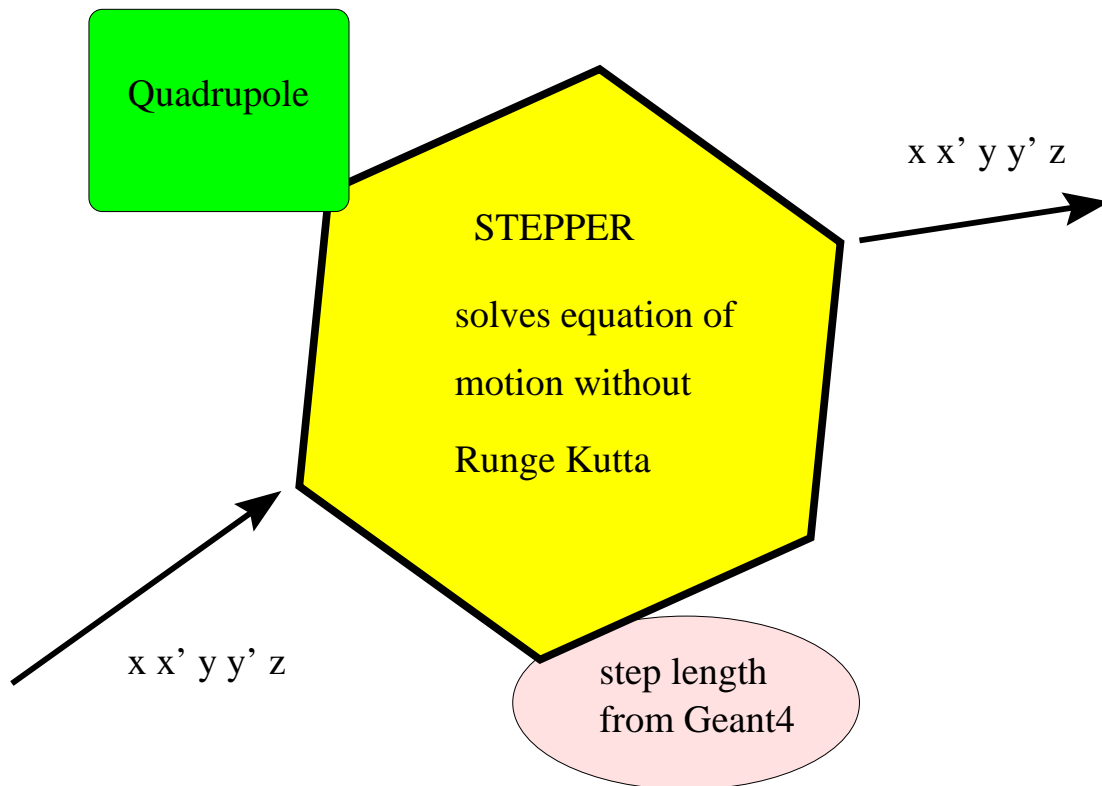 Quadrupole
x x’ y y’ z
STEPPER
solves equation of
motion without
Runge Kutta
x x’ y y’ z
step length
from Geant4